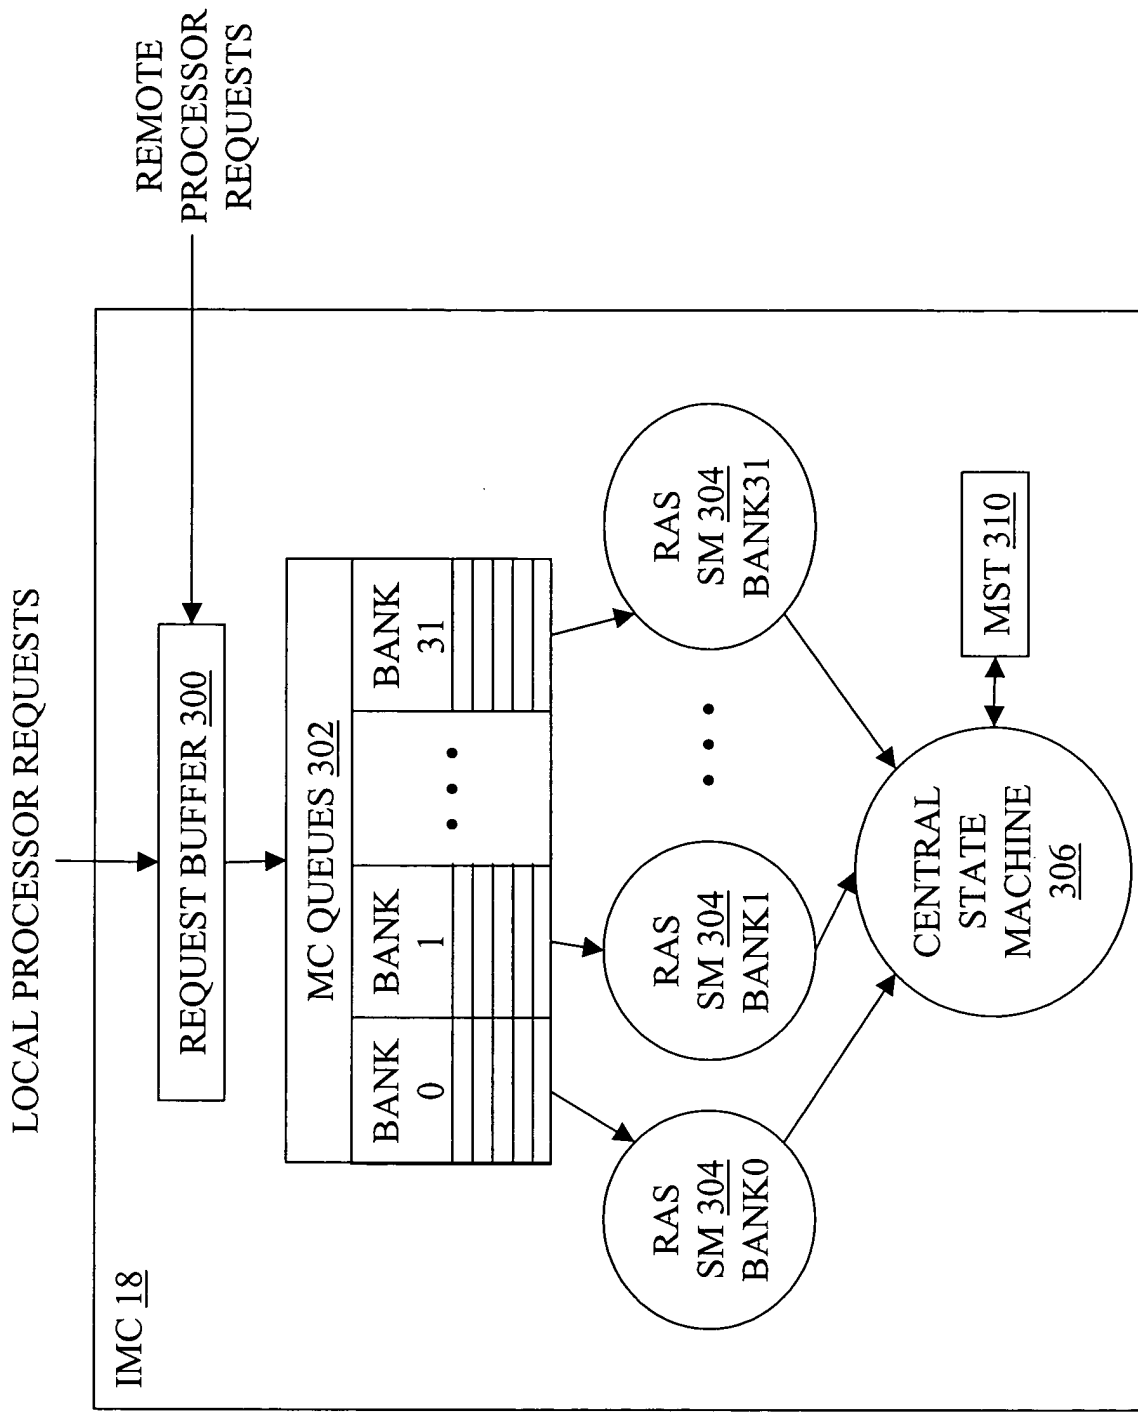 LOCAL PROCESSOR REQUESTS
REMOTE
PROCESSOR
REQUESTS
IMC 18
REQUEST BUFFER 300
MC QUEUES 302
BANK
0
BANK
1
BANK
31
RAS
SM 304
BANK0
RAS
SM 304
BANK1
RAS
SM 304
BANK31
CENTRAL
STATE
MACHINE
306
MST 310